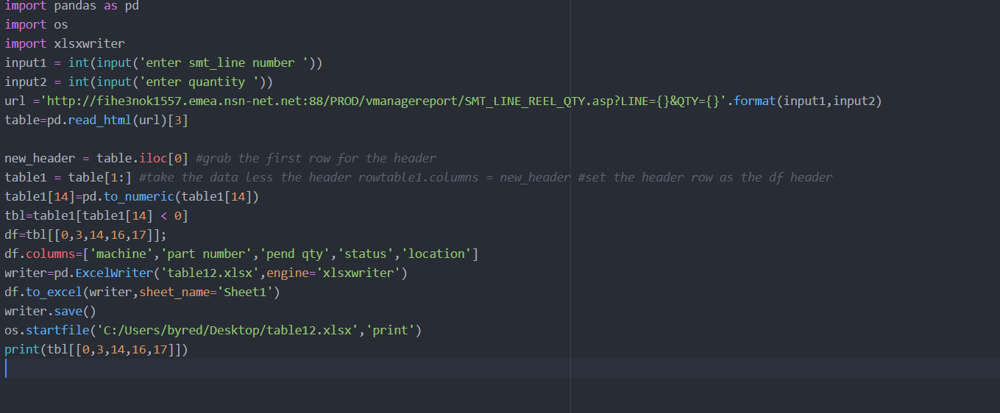 import pandas as pd
import os
import xlsxwriter
input1 = int(input('enter smt_line number '))
input2 = int(input('enter quantity '))
url ='http://fihe3nok1557.emea.nsn-net.net:88/PROD/vmanagereport/SMT_LINE_REEL_QTY.asp?LINE={}&QTY={}'.format(input1,input2)
table=pd.read_html(url)[3]
new_header = table.iloc[0] #grab the first row for the header
table1 = table[1:] #take the data less the header rowtable1.columns = new_header #set the header row as the df header
table1[14]=pd.to_numeric(table1[14])
tbl=table1[table1[14] < 0]
df=tbl[[0,3,14,16,17]];
df.columns=['machine','part number','pend qty','status','location']
writer=pd.ExcelWriter('table12.xlsx',engine='xlsxwriter')
df.to_excel(writer,sheet_name='Sheet1')
writer.save()
os.startfile('C:/Users/byred/Desktop/table12.xlsx','print')
print(tbl[[0,3,14,16,17]])